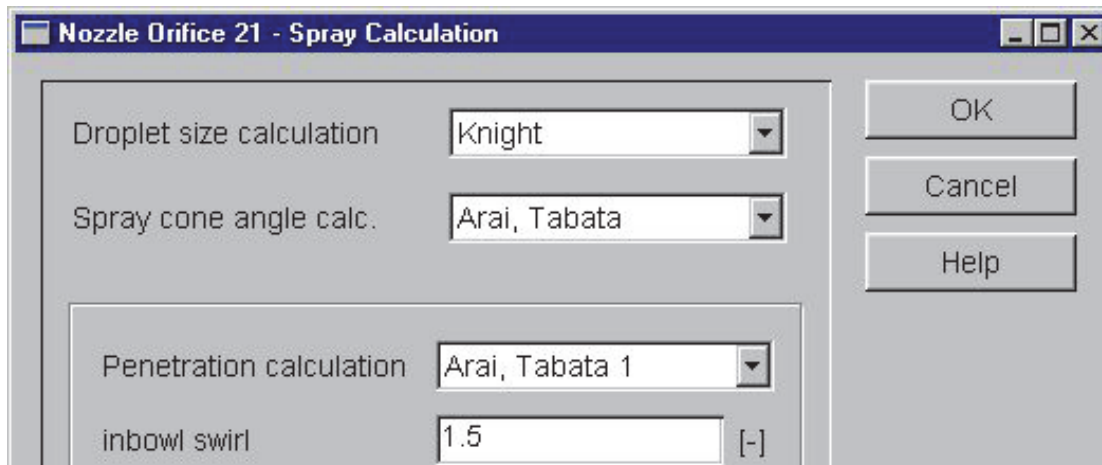 Nozzle Orifice 21 - Spray Calculation
Droplet size calculation Knight
OK
Spray cone angle calc. Arai, Tabata
Cancel
Help
Penetration calculation Arai, Tabata 1
inbowl swirl 1.5 [-]